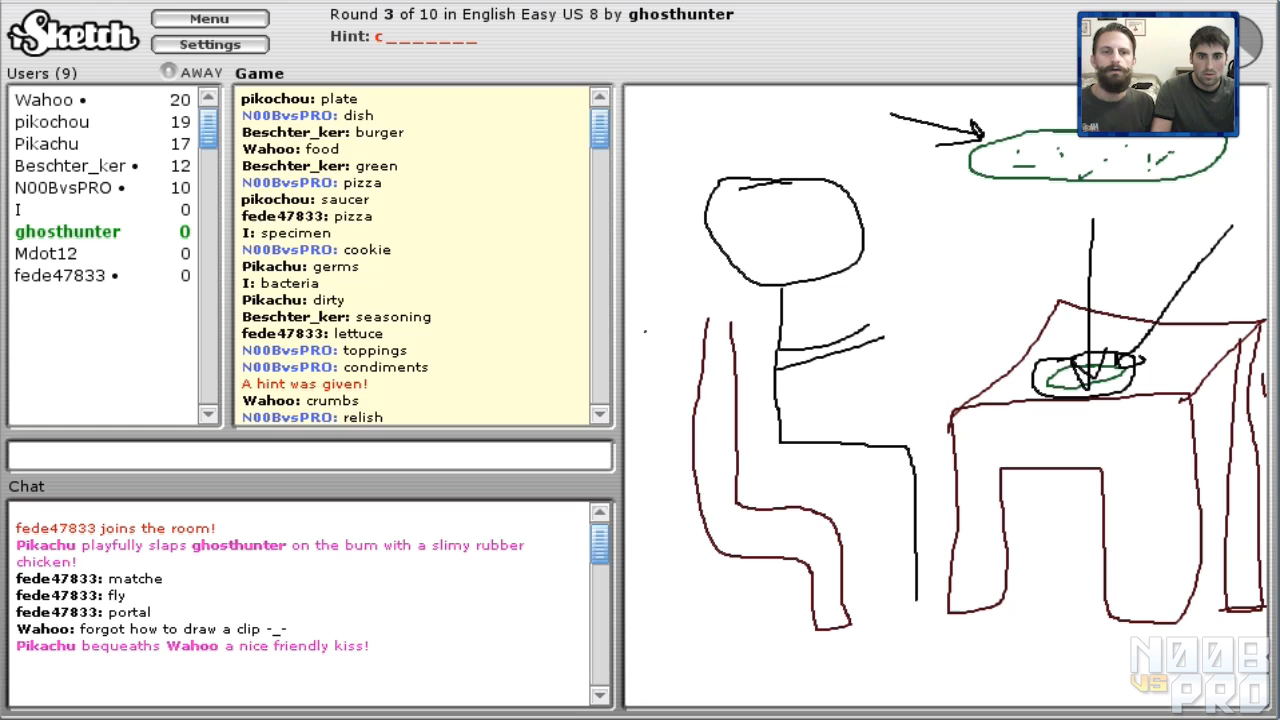 iSketch
Menu
Settings
Round 3 of 10 in English Easy US 8 by ghosthunter
Hint: c_______
Users (9)
AWAY
Game
Wahoo • 20
pikochou 19
Pikachu 17
Beschter_ker • 12
N00BvsPRO • 10
I 0
ghosthunter 0
Mdot12 0
fede47833 • 0
pikochou: plate
N00BvsPRO: dish
Beschter_ker: burger
Wahoo: food
Beschter_ker: green
N00BvsPRO: pizza
pikochou: saucer
fede47833: pizza
I: specimen
N00BvsPRO: cookie
Pikachu: germs
I: bacteria
Pikachu: dirty
Beschter_ker: seasoning
fede47833: lettuce
N00BvsPRO: toppings
N00BvsPRO: condiments
A hint was given!
Wahoo: crumbs
N00BvsPRO: relish
Chat
fede47833 joins the room!
Pikachu playfully slaps ghosthunter on the bum with a slimy rubber
chicken!
fede47833: matche
fede47833: fly
fede47833: portal
Wahoo: forgot how to draw a clip -_-
Pikachu bequeaths Wahoo a nice friendly kiss!
N00B
VS
PRO